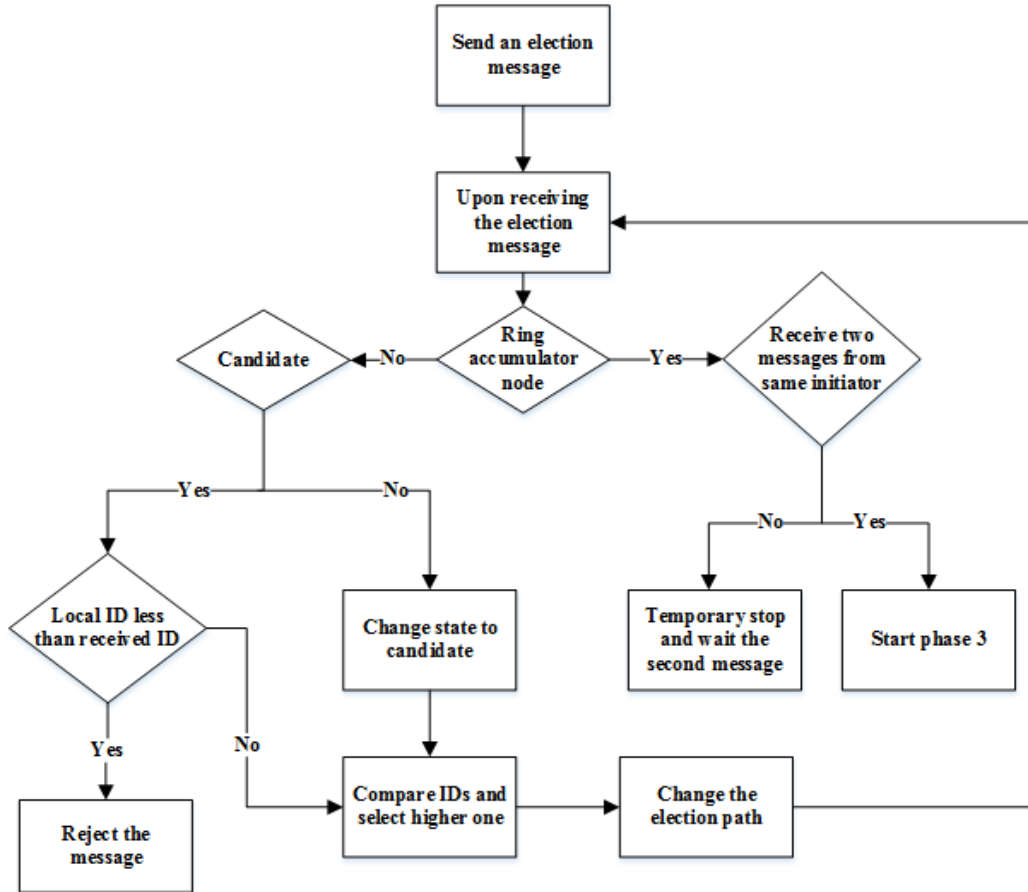 Send an election
message
Upon receiving
the election
message
Ring
accumulator
node
No
Yes
Candidate
Receive two
messages from
same initiator
Yes
No
No
Yes
Local ID less
than received ID
Change state to
candidate
Temporary stop
and wait the
second message
Start phase 3
Yes
No
Reject the
message
Compare IDs and
select higher one
Change the
election path